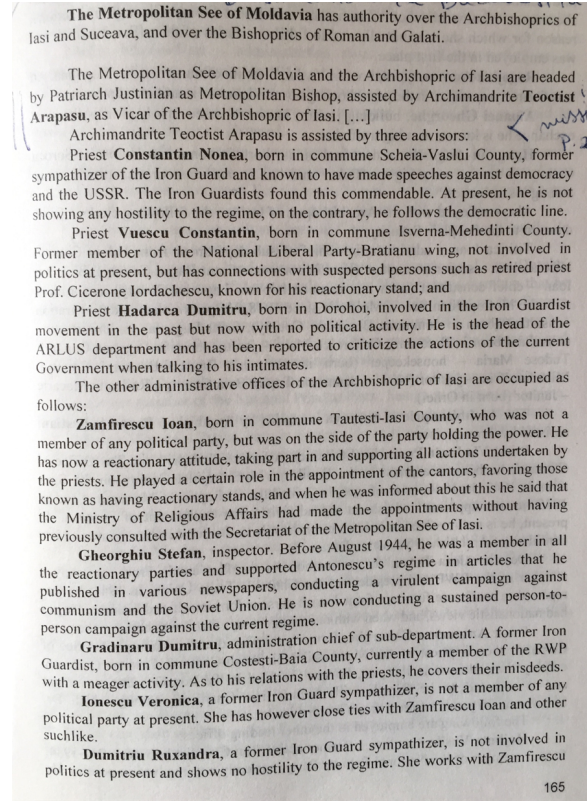 The Metropolitan See of Moldavia has authority over the Archbishoprics of
Iasi and Suceava, and over the Bishoprics of Roman and Galati.
The Metropolitan See of Moldavia and the Archbishopric of Iasi are headed
by Patriarch Justinian as Metropolitan Bishop, assisted by Archimandrite Teoctist
Arapasu, as Vicar of the Archbishopric of Iasi. […]
Archimandrite Teoctist Arapasu is assisted by three advisors:
Priest Constantin Nonea, born in commune Scheia-Vaslui County, former
sympathizer of the Iron Guard and known to have made speeches against democracy
and the USSR. The Iron Guardists found this commendable. At present, he is not
showing any hostility to the regime, on the contrary, he follows the democratic line.
Priest Vuescu Constantin, born in commune Isverna-Mehedinti County.
Former member of the National Liberal Party-Bratianu wing, not involved in
politics at present, but has connections with suspected persons such as retired priest
Prof. Cicerone Iordachescu, known for his reactionary stand; and
Priest Hadarca Dumitru, born in Dorohoi, involved in the Iron Guardist
movement in the past but now with no political activity. He is the head of the
ARLUS department and has been reported to criticize the actions of the current
Government when talking to his intimates.
The other administrative offices of the Archbishopric of Iasi are occupied as
follows:
Zamfirescu Ioan, born in commune Tautesti-Iasi County, who was not a
member of any political party, but was on the side of the party holding the power. He
has now a reactionary attitude, taking part in and supporting all actions undertaken by
the priests. He played a certain role in the appointment of the cantors, favoring those
known as having reactionary stands, and when he was informed about this he said that
the Ministry of Religious Affairs had made the appointments without having
previously consulted with the Secretariat of the Metropolitan See of Iasi.
Gheorghiu Stefan, inspector. Before August 1944, he was a member in all
the reactionary parties and supported Antonescu's regime in articles that he
published in various newspapers, conducting a virulent campaign against
communism and the Soviet Union. He is now conducting a sustained person-to-
person campaign against the current regime.
Gradinaru Dumitru, administration chief of sub-department. A former Iron
Guardist, born in commune Costesti-Baia County, currently a member of the RWP
with a meager activity. As to his relations with the priests, he covers their misdeeds.
Ionescu Veronica, a former Iron Guard sympathizer, is not a member of any
political party at present. She has however close ties with Zamfirescu Ioan and other
suchlike.
Dumitriu Ruxandra, a former Iron Guard sympathizer, is not involved in
politics at present and shows no hostility to the regime. She works with Zamfirescu
165